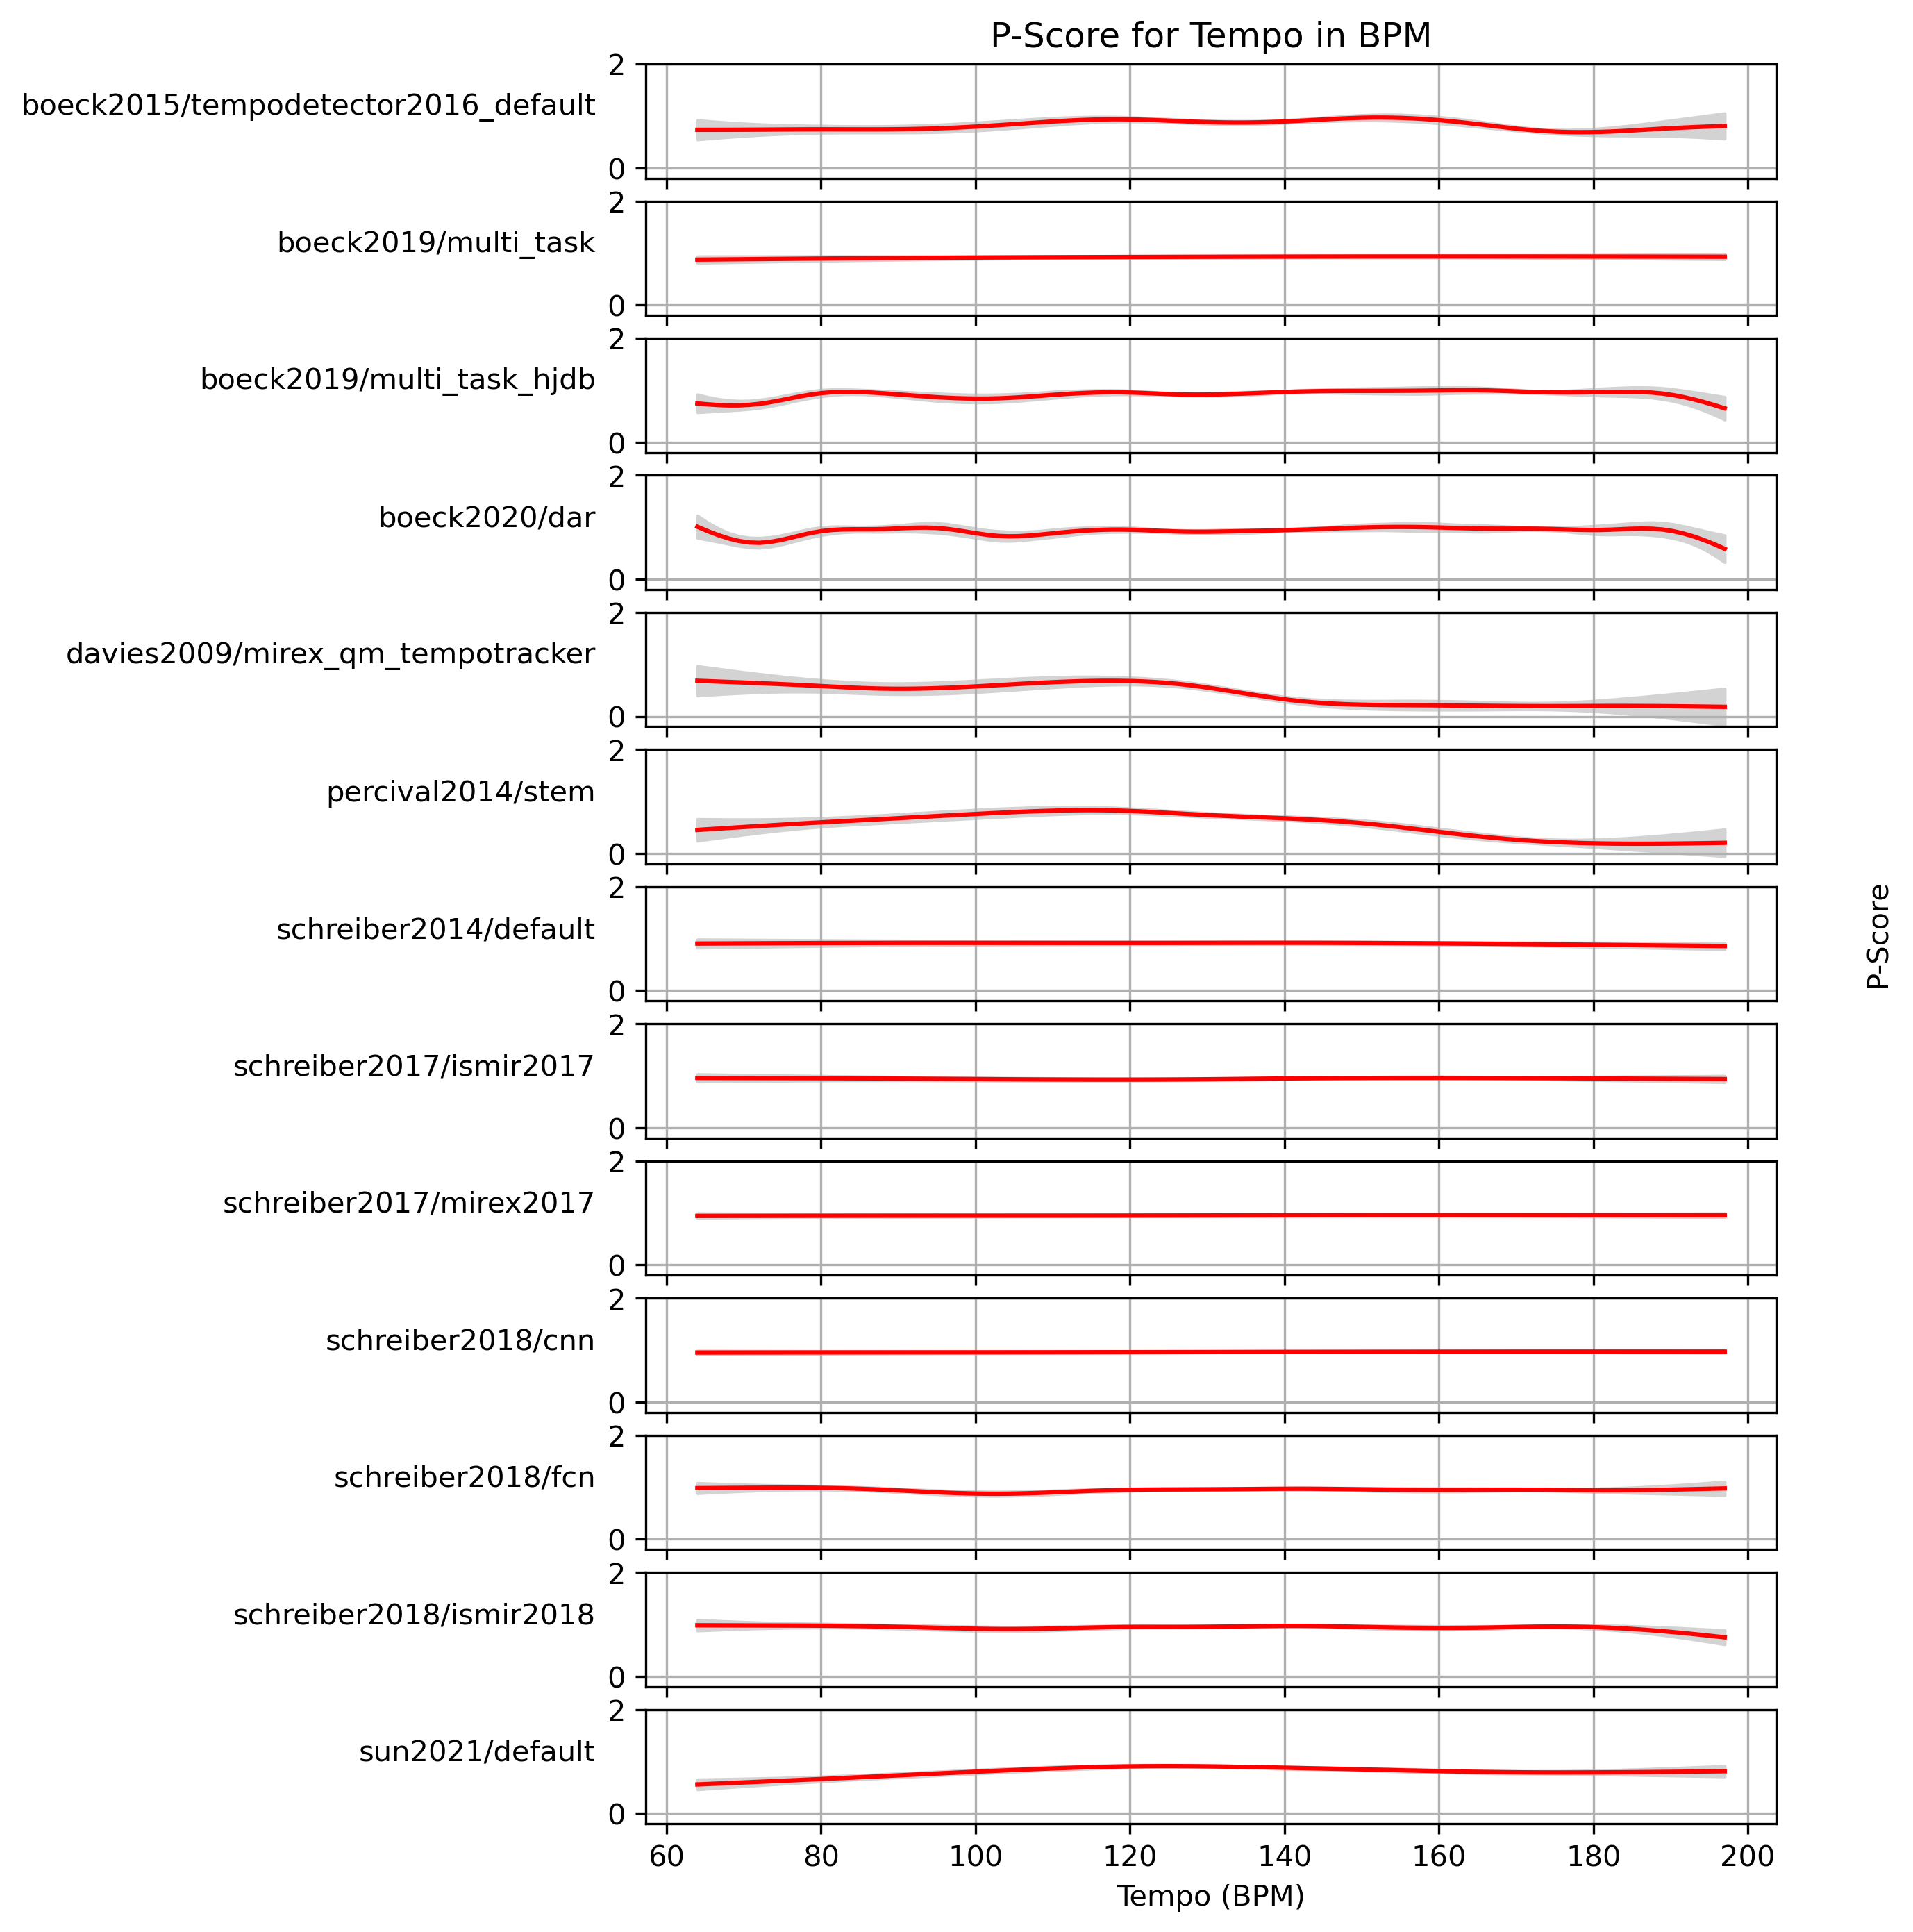 P-Score for Tempo in BPM
2
boeck2015/tempodetector2016_default
0
2
boeck2019/multi_task
0
2
boeck2019/multi_task_hjdb
0
2
boeck2020/dar
0
2
davies2009/mirex_qm_tempotracker
0
2
percival2014/stem
0
2
schreiber2014/default
0
P-Score
2
schreiber2017/ismir2017
0
2
schreiber2017/mirex2017
0
2
schreiber2018/cnn
0
2
schreiber2018/fcn
0
2
schreiber2018/ismir2018
0
2
sun2021/default
0
60 80 100 120 140 160 180 200
Tempo (BPM)